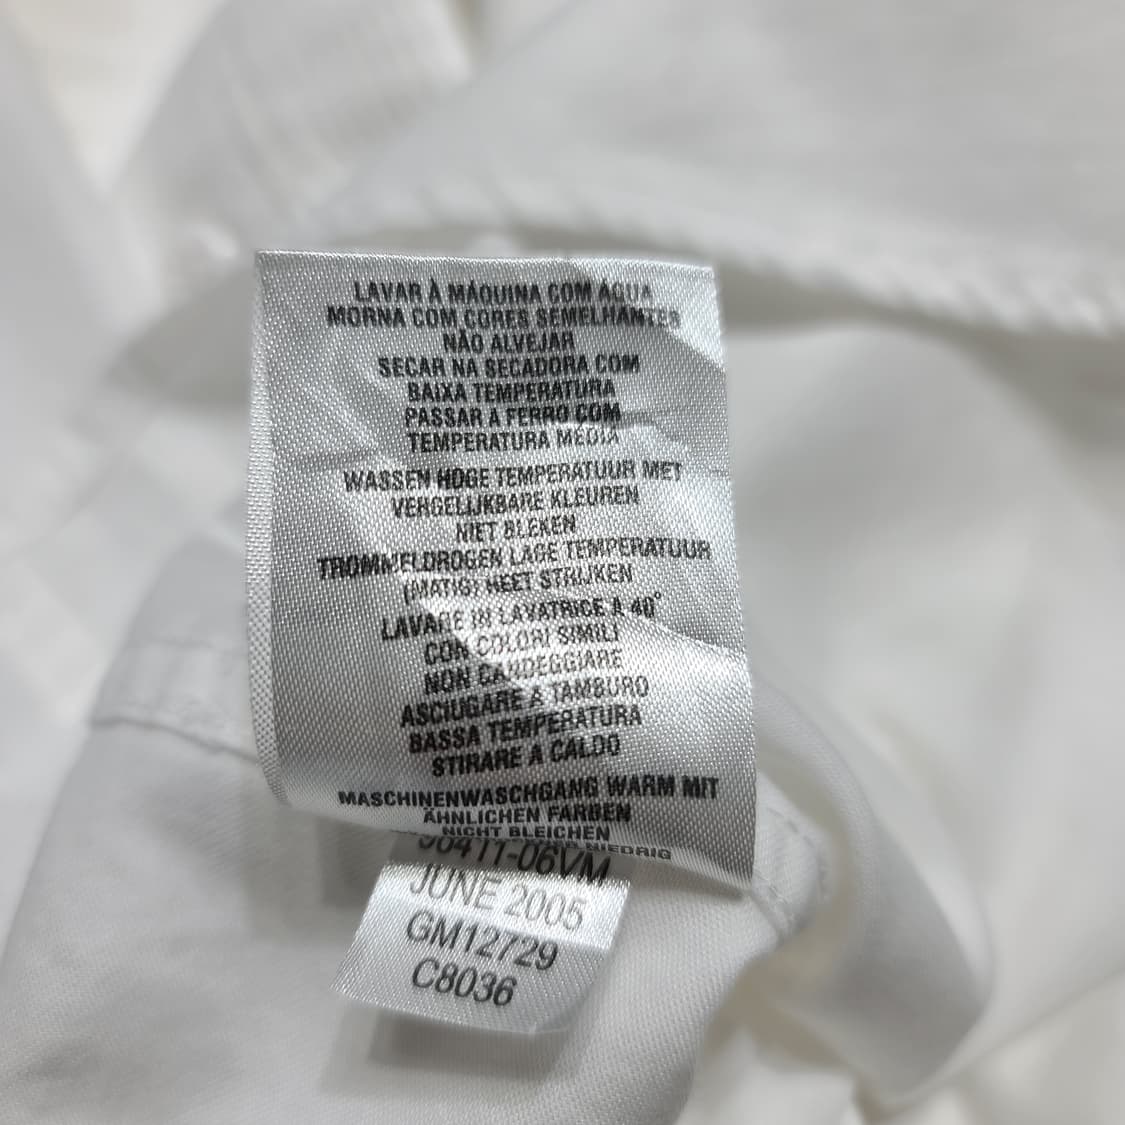 LAVAR À MÁQUINA COM ÁGUA
MORNA COM CORES SEMELHANTES
NÃO ALVEJAR
SECAR NA SECADORA COM
BAIXA TEMPERATURA
PASSAR A FERRO COM
TEMPERATURA MÉDIA
WASSEN HOGE TEMPERATUUR MET
VERGELIJKBARE KLEUREN
NIET BLEKEN
TROMMELDROGEN LAGE TEMPERATUUR
(MATIG) HEET STRIJKEN
LAVARE IN LAVATRICE A 40°
CON COLORI SIMILI
NON CANDEGGIARE
ASCIUGARE A TAMBURO
BASSA TEMPERATURA
STIRARE A CALDO
MASCHINENWASCHGANG WARM MIT
ÄHNLICHEN FARBEN
NICHT BLEICHEN
NIEDRIG
JUNE 2005
GM12729
C8036